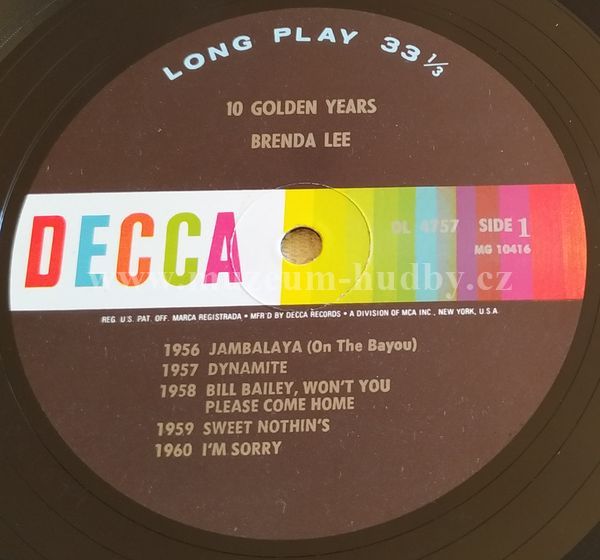 LONG PLAY 33 1/3
10 GOLDEN YEARS
BRENDA LEE
DECCA
DL 4757 SIDE 1
MG 10416
www.muzeum-hudby.cz
REG. U.S. PAT. OFF. MARCA REGISTRADA • MFR'D BY DECCA RECORDS • A DIVISION OF MCA INC., NEW YORK, U.S.A.
1956 JAMBALAYA (On The Bayou)
1957 DYNAMITE
1958 BILL BAILEY, WON'T YOU
PLEASE COME HOME
1959 SWEET NOTHIN'S
1960 I'M SORRY